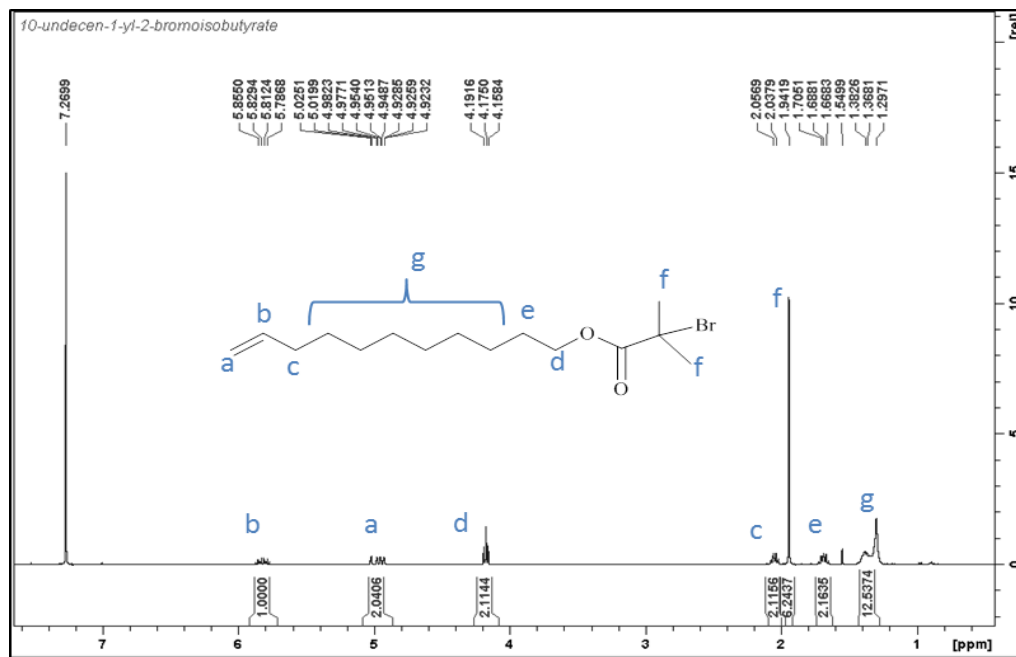 10-undecen-1-yl-2-bromoisobutyrate
[rel]
7.2699
5.8550
5.8294
5.8124
5.7868
5.0251
5.0199
4.9823
4.9771
4.9540
4.9513
4.9487
4.9285
4.9259
4.9232
4.1916
4.1750
4.1584
2.0569
2.0379
1.9419
1.7051
1.6881
1.6683
1.5499
1.3826
1.3681
1.2971
15
10
5
0
g
f
f
b
e
O
Br
a
c
d
f
O
b
a
d
c
e
g
1.0000
2.0406
2.1144
2.1156
6.2437
2.1635
12.5374
7
6
5
4
3
2
1
[ppm]